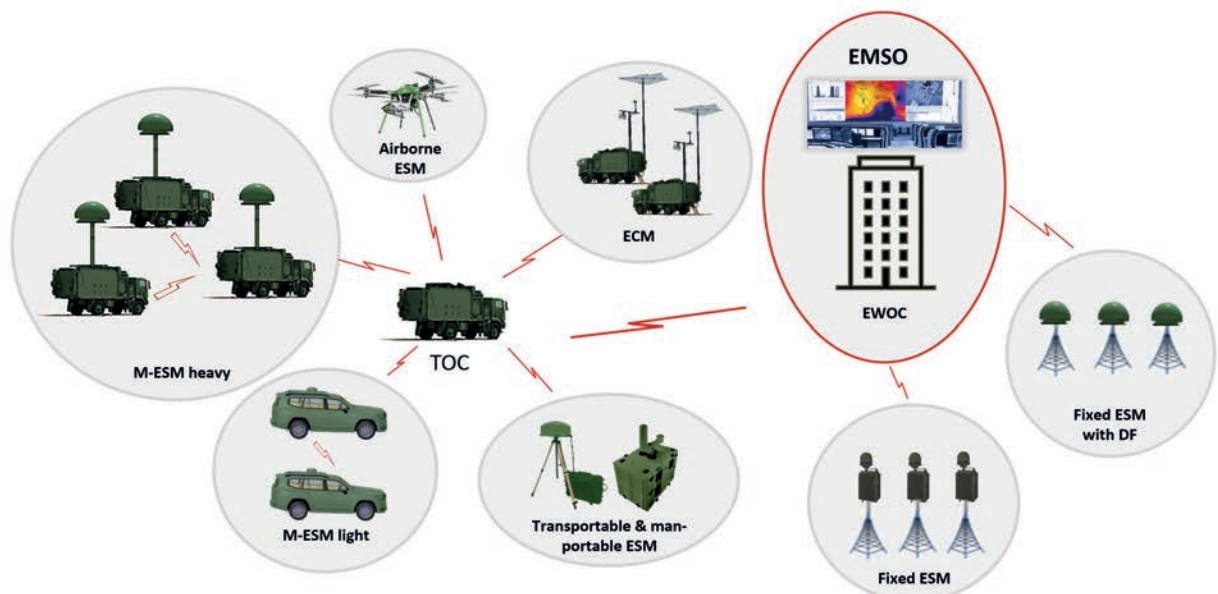 EMSO
Airborne
ESM
ECM
EWOC
TOC
M-ESM heavy
Fixed ESM
with DF
M-ESM light
Transportable & man-
portable ESM
Fixed ESM